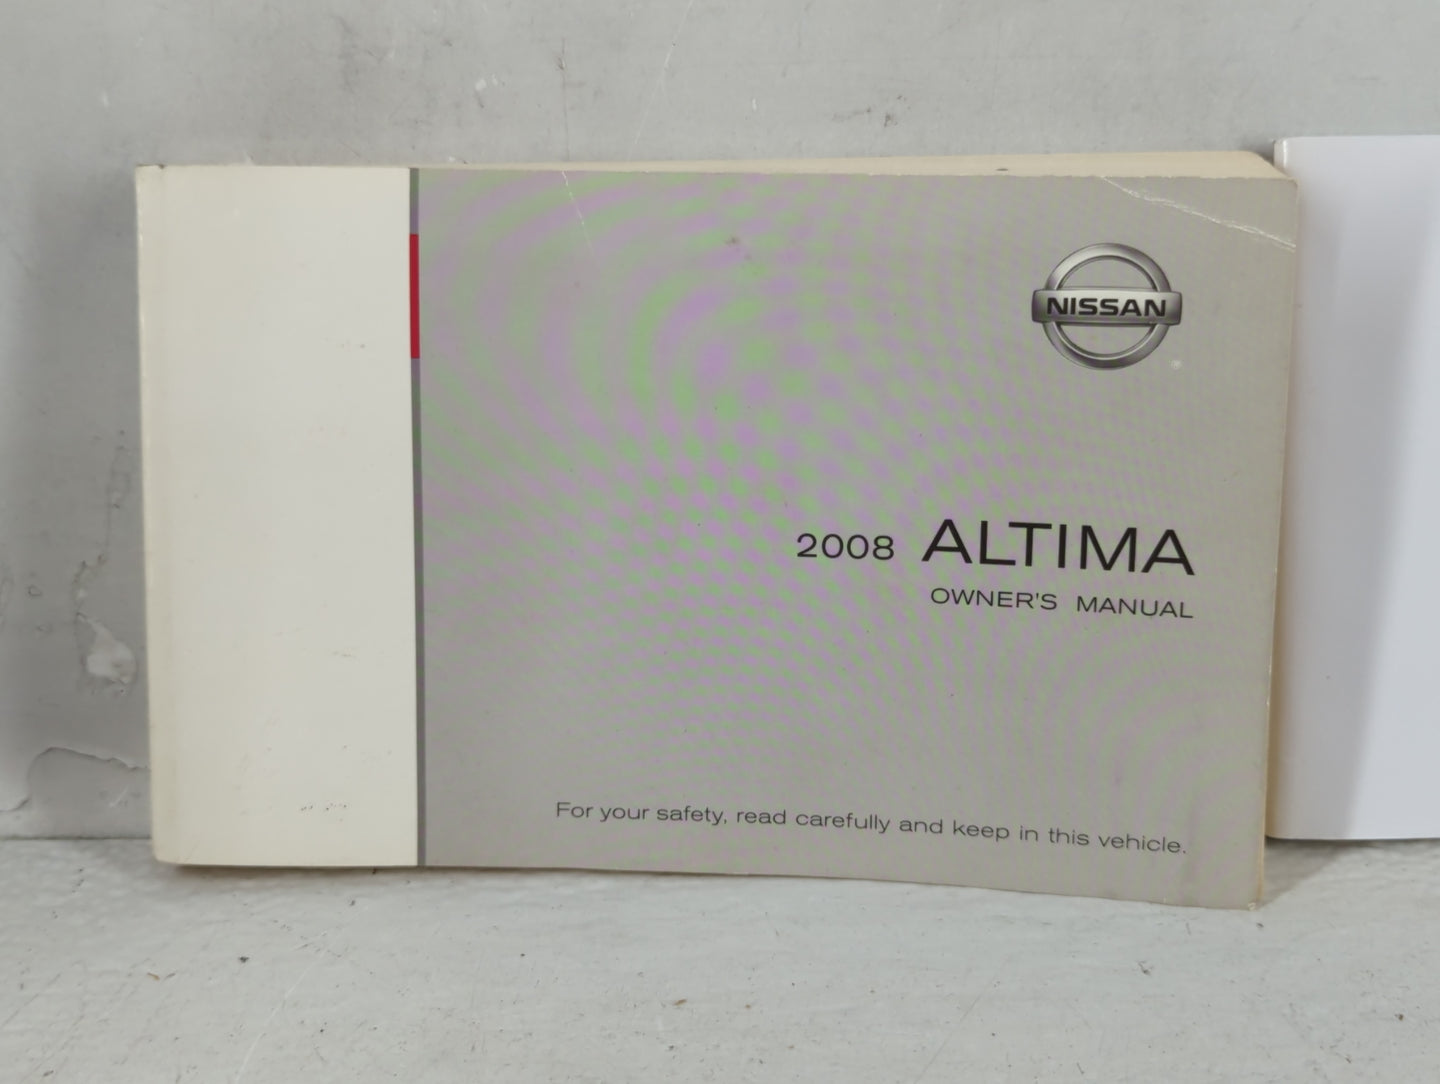 NISSAN
®
2008 ALTIMA
OWNER'S MANUAL
For your safety, read carefully and keep in this vehicle.